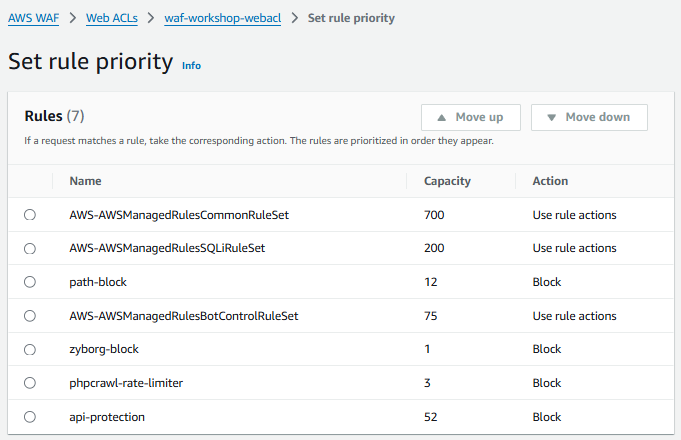 AWS WAF > Web ACLs > waf-workshop-webacl > Set rule priority
Set rule priority Info
Rules (7) ▲ Move up ▼ Move down
If a request matches a rule, take the corresponding action. The rules are prioritized in order they appear.
Name Capacity Action
AWS-AWSManagedRulesCommonRuleSet 700 Use rule actions
AWS-AWSManagedRulesSQLiRuleSet 200 Use rule actions
path-block 12 Block
AWS-AWSManagedRulesBotControlRuleSet 75 Use rule actions
zyborg-block 1 Block
phpcrawl-rate-limiter 3 Block
api-protection 52 Block